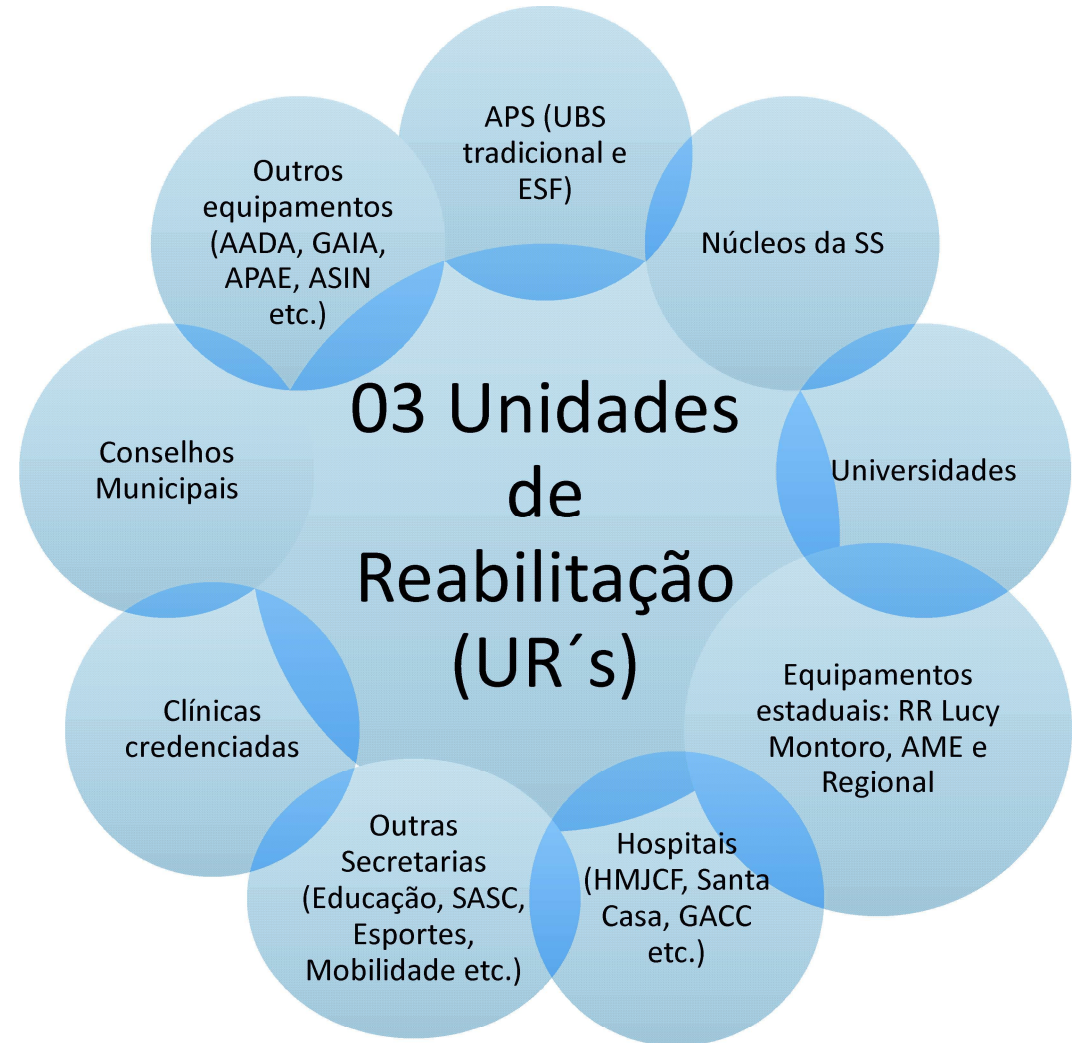 APS (UBS
tradicional e
ESF)
Núcleos da SS
Universidades
Equipamentos
estaduais: RR Lucy
Montoro, AME e
Regional
Hospitais
(HMJCF, Santa
Casa, GACC
etc.)
Outras
Secretarias
(Educação, SASC,
Esportes,
Mobilidade etc.)
Clínicas
credenciadas
Conselhos
Municipais
Outros
equipamentos
(AADA, GAIA,
APAE, ASIN
etc.)
03 Unidades
de
Reabilitação
(UR´s)